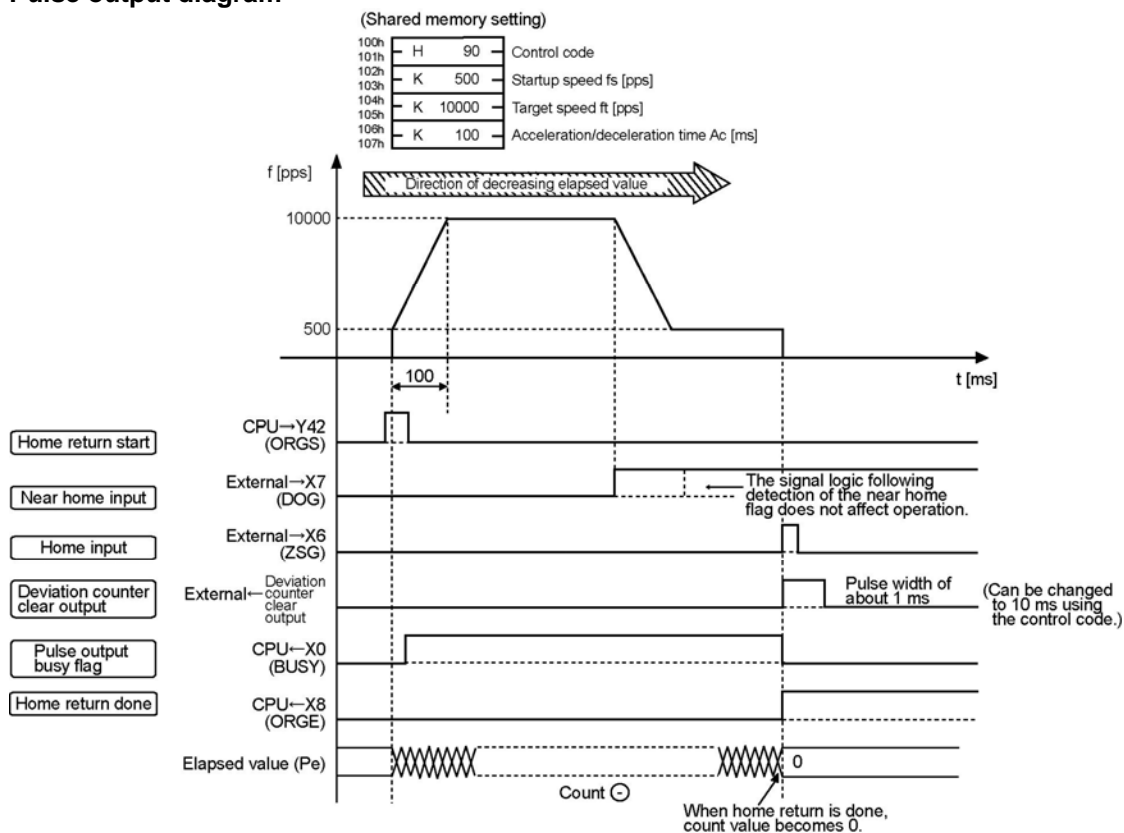 Pulse output diagram
(Shared memory setting)
100h
101h
H 90
Control code
102h
103h
K 500
Startup speed fs [pps]
104h
105h
K 10000
Target speed ft [pps]
106h
107h
K 100
Acceleration/deceleration time Ac [ms]
f [pps]
Direction of decreasing elapsed value
10000
500
t [ms]
100
Home return start
CPU→Y42
(ORGS)
Near home input
External→X7
(DOG)
The signal logic following
detection of the near home
flag does not affect operation.
Home input
External→X6
(ZSG)
Deviation counter
clear output
External←
Deviation
counter
clear
output
Pulse width of
about 1 ms
(Can be changed
to 10 ms using
the control code.)
Pulse output
busy flag
CPU←X0
(BUSY)
Home return done
CPU←X8
(ORGE)
Elapsed value (Pe)
0
Count ⊖
When home return is done,
count value becomes 0.